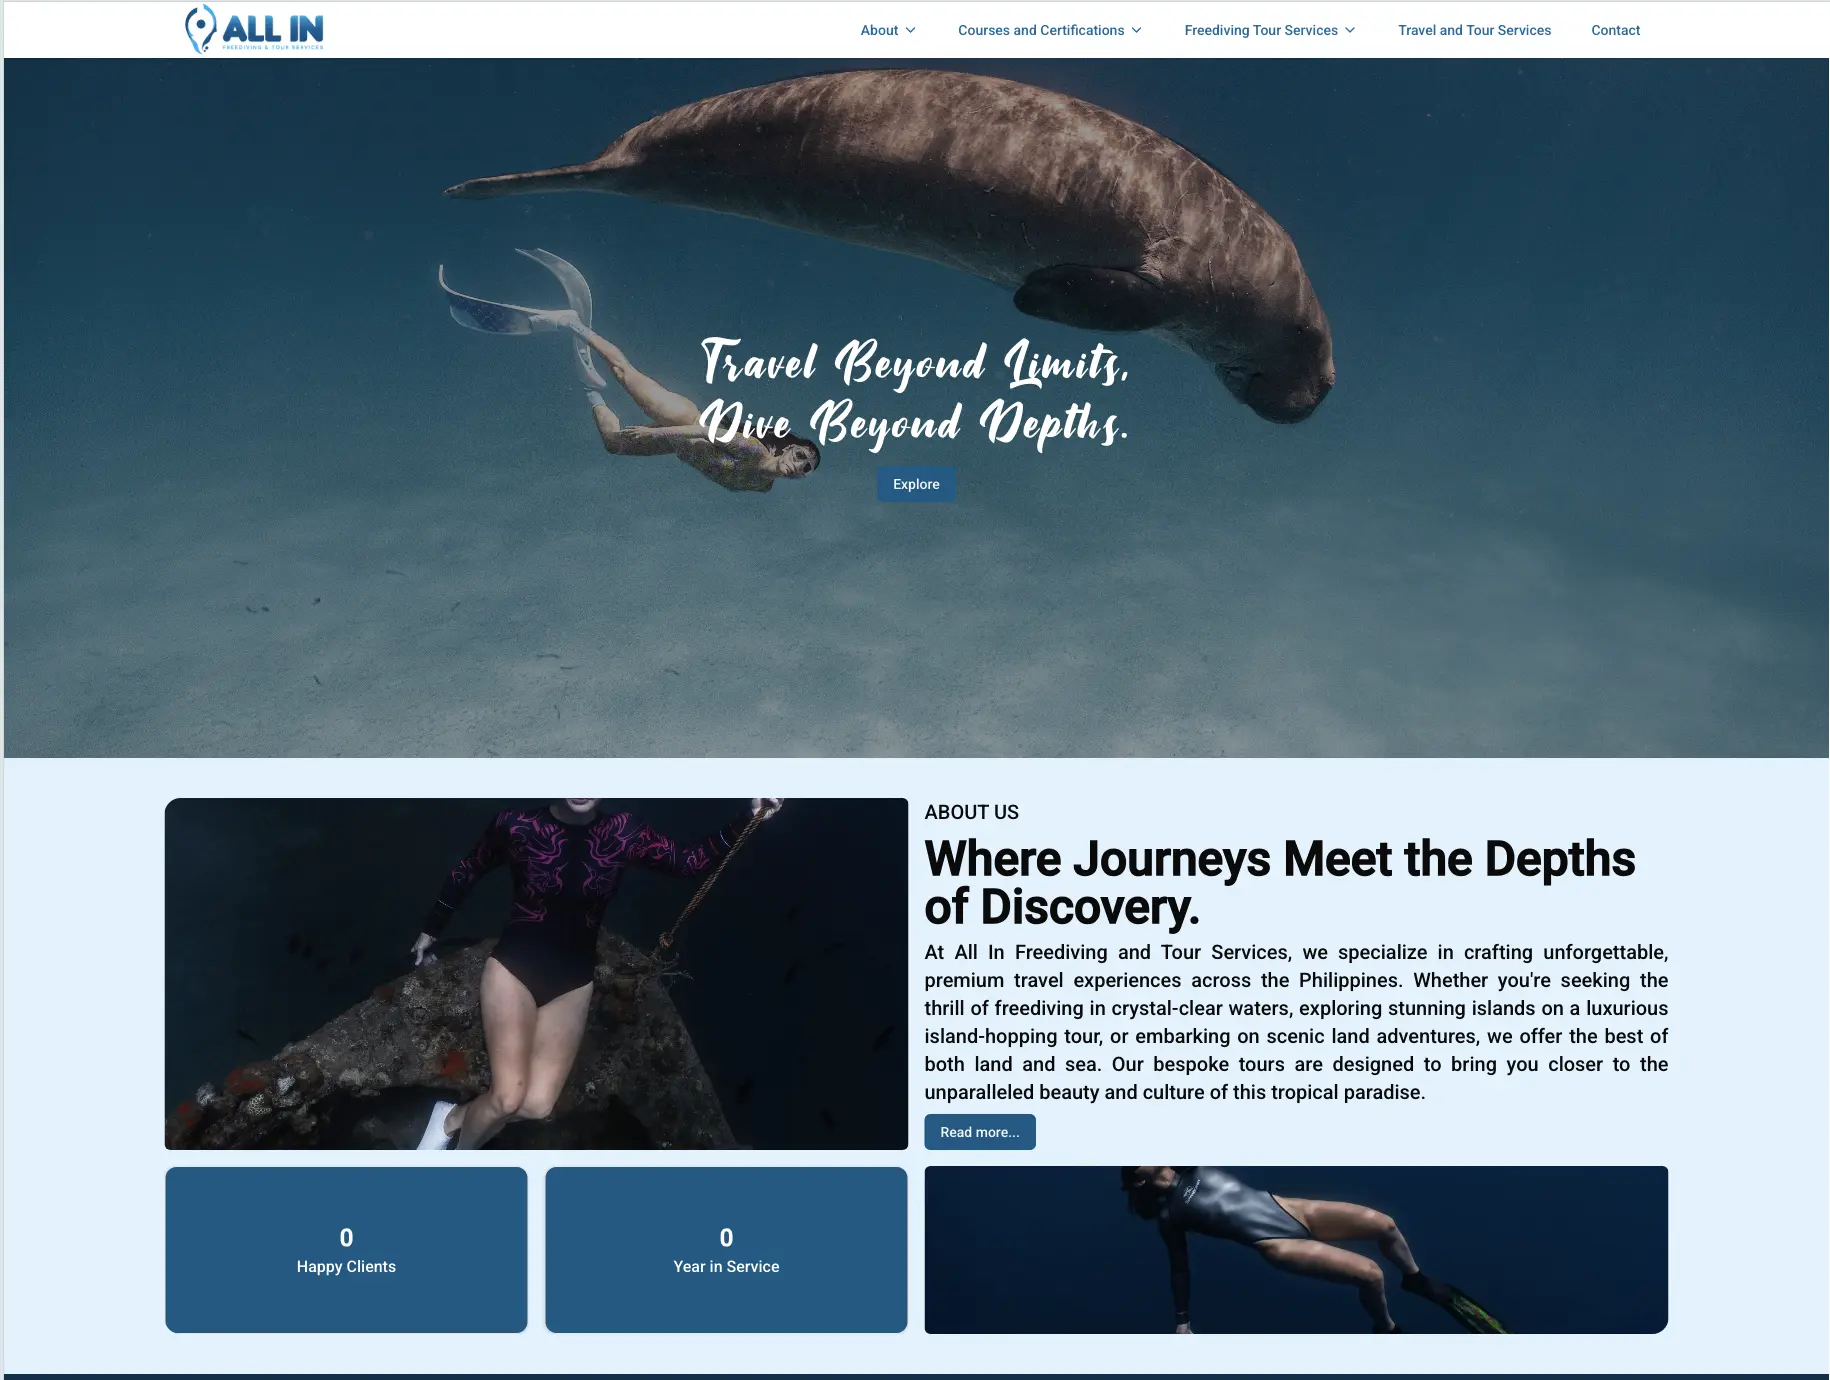 ALL IN
FREEDIVING & TOUR SERVICES
About
Courses and Certifications
Freediving Tour Services
Travel and Tour Services
Contact
Travel Beyond Limits,
Dive Beyond Depths.
Explore
ABOUT US
Where Journeys Meet the Depths
of Discovery.
At All In Freediving and Tour Services, we specialize in crafting unforgettable,
premium travel experiences across the Philippines. Whether you're seeking the
thrill of freediving in crystal-clear waters, exploring stunning islands on a luxurious
island-hopping tour, or embarking on scenic land adventures, we offer the best of
both land and sea. Our bespoke tours are designed to bring you closer to the
unparalleled beauty and culture of this tropical paradise.
Read more...
0
Happy Clients
0
Year in Service